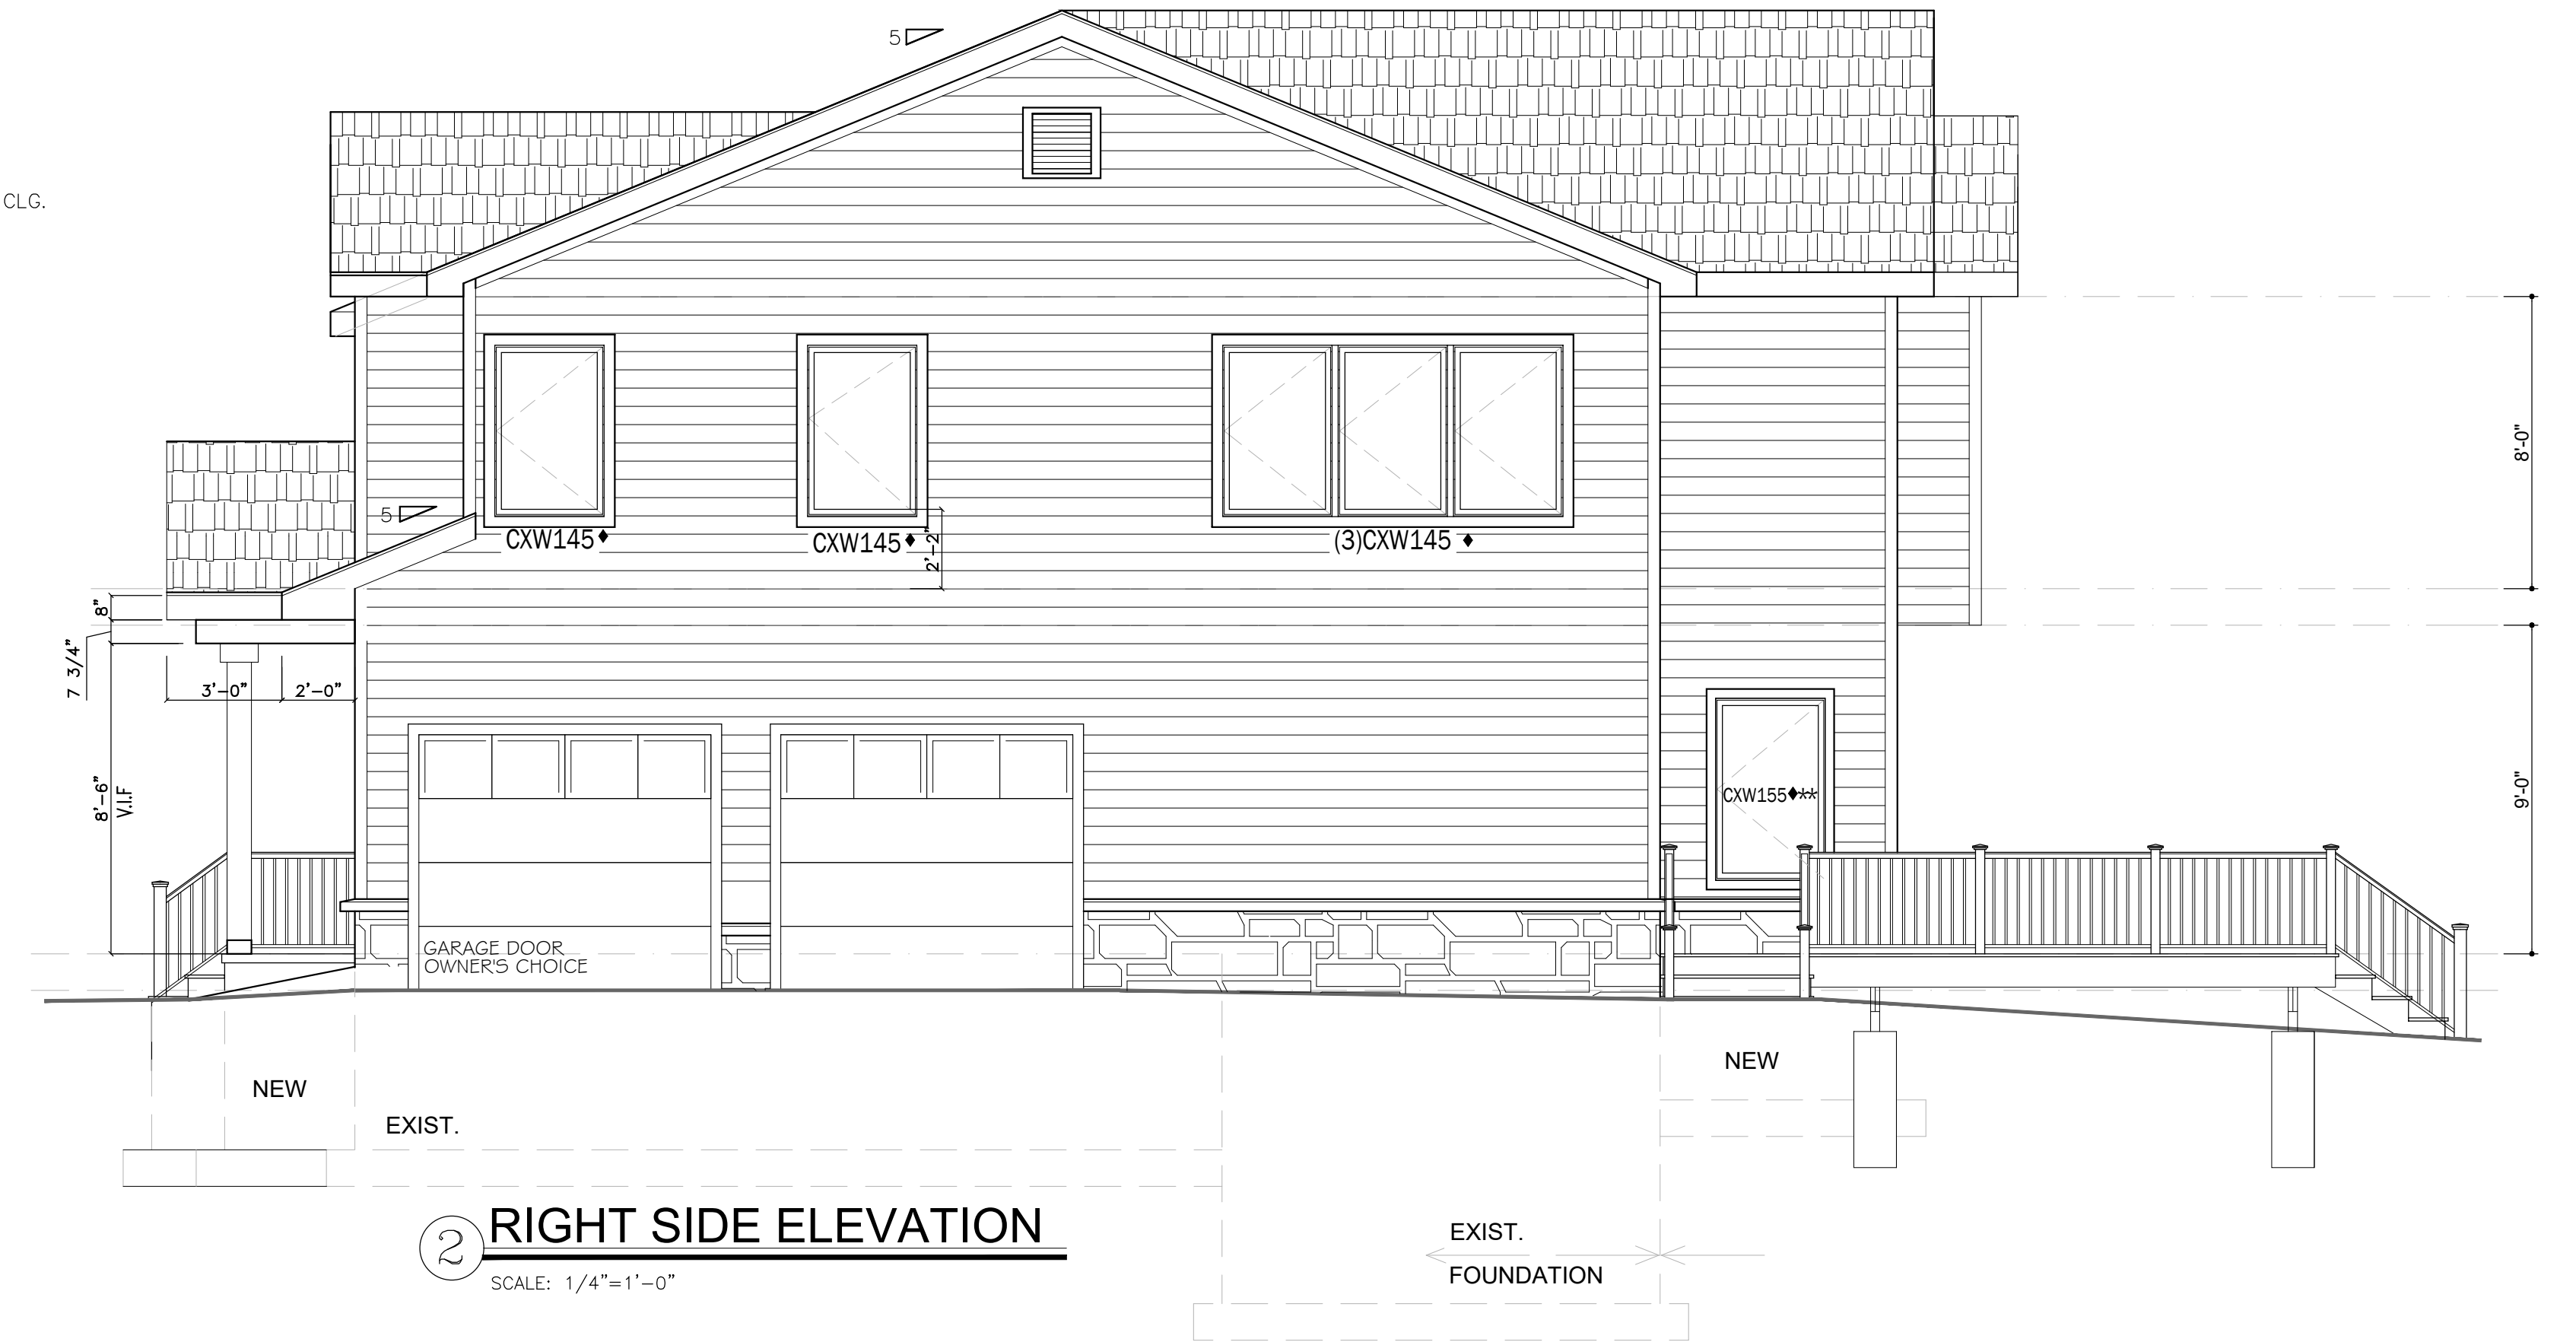 5
CLG.
8'-0"
5
CXW145♦
CXW145♦
(3)CXW145 ♦
2'-2"
8"
7 3/4"
3'-0"
2'-0"
8'-6"
V.I.F
CXW155♦**
9'-0"
GARAGE DOOR
OWNER'S CHOICE
NEW
NEW
EXIST.
2
RIGHT SIDE ELEVATION
SCALE: 1/4"=1'-0"
EXIST.
FOUNDATION